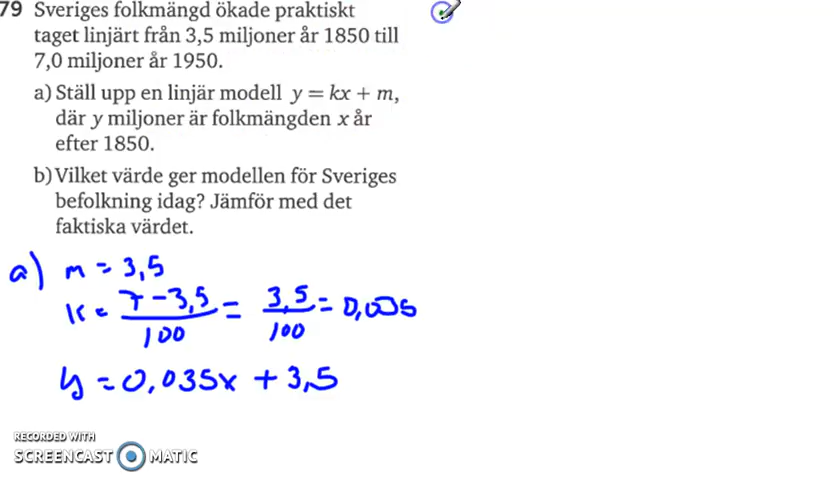 79 Sveriges folkmängd ökade praktiskt
taget linjärt från 3,5 miljoner år 1850 till
7,0 miljoner år 1950.
a) Ställ upp en linjär modell y = kx + m,
där y miljoner är folkmängden x år
efter 1850.
b) Vilket värde ger modellen för Sveriges
befolkning idag? Jämför med det
faktiska värdet.
a) m = 3,5
k = 7-3,5/100 = 3,5/100 = 0,035
y = 0,035x + 3,5
RECORDED WITH
SCREENCAST MATIC